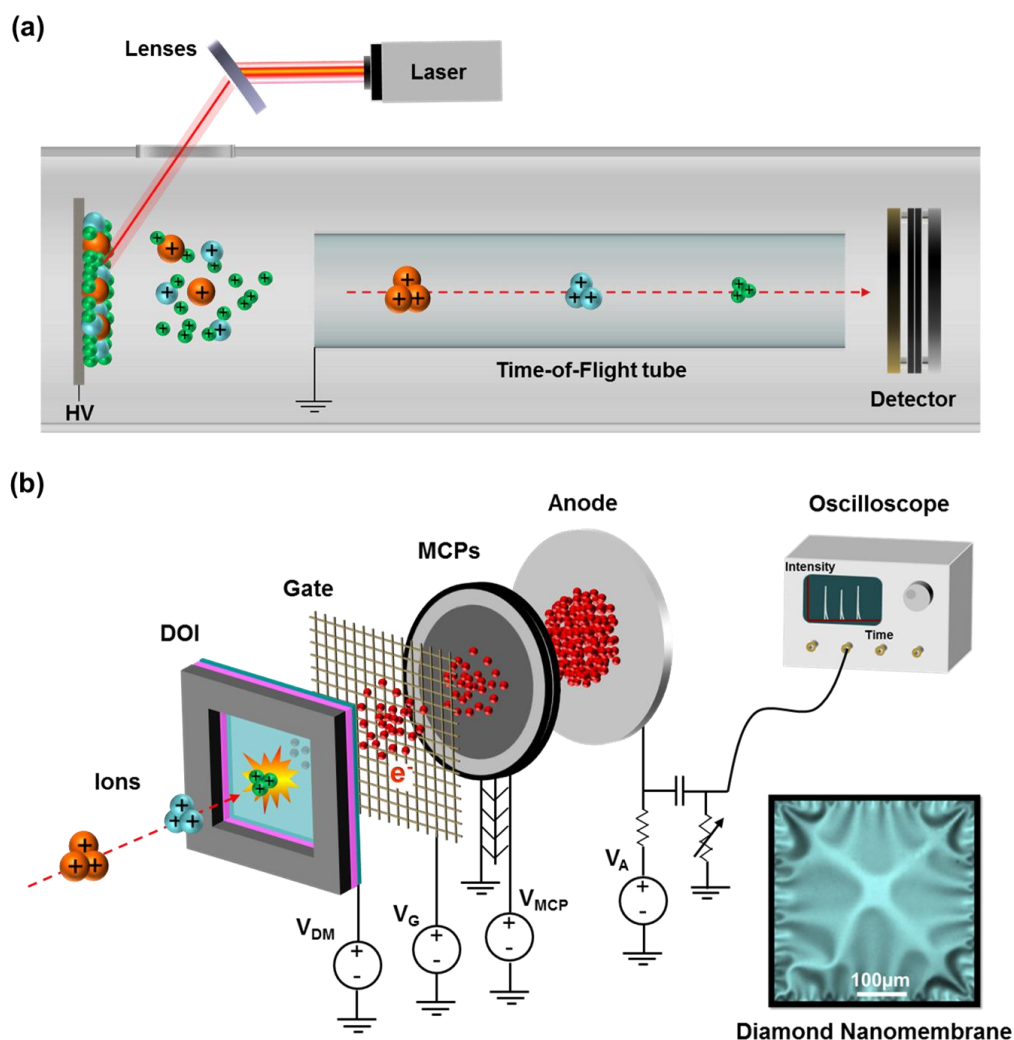 (a)
Lenses
Laser
HV
Time-of-Flight tube
Detector
(b)
Anode
Oscilloscope
MCPs
Intensity
Gate
Time
DOI
e-
Ions
VDM
VG
VMCP
VA
100µm
Diamond Nanomembrane